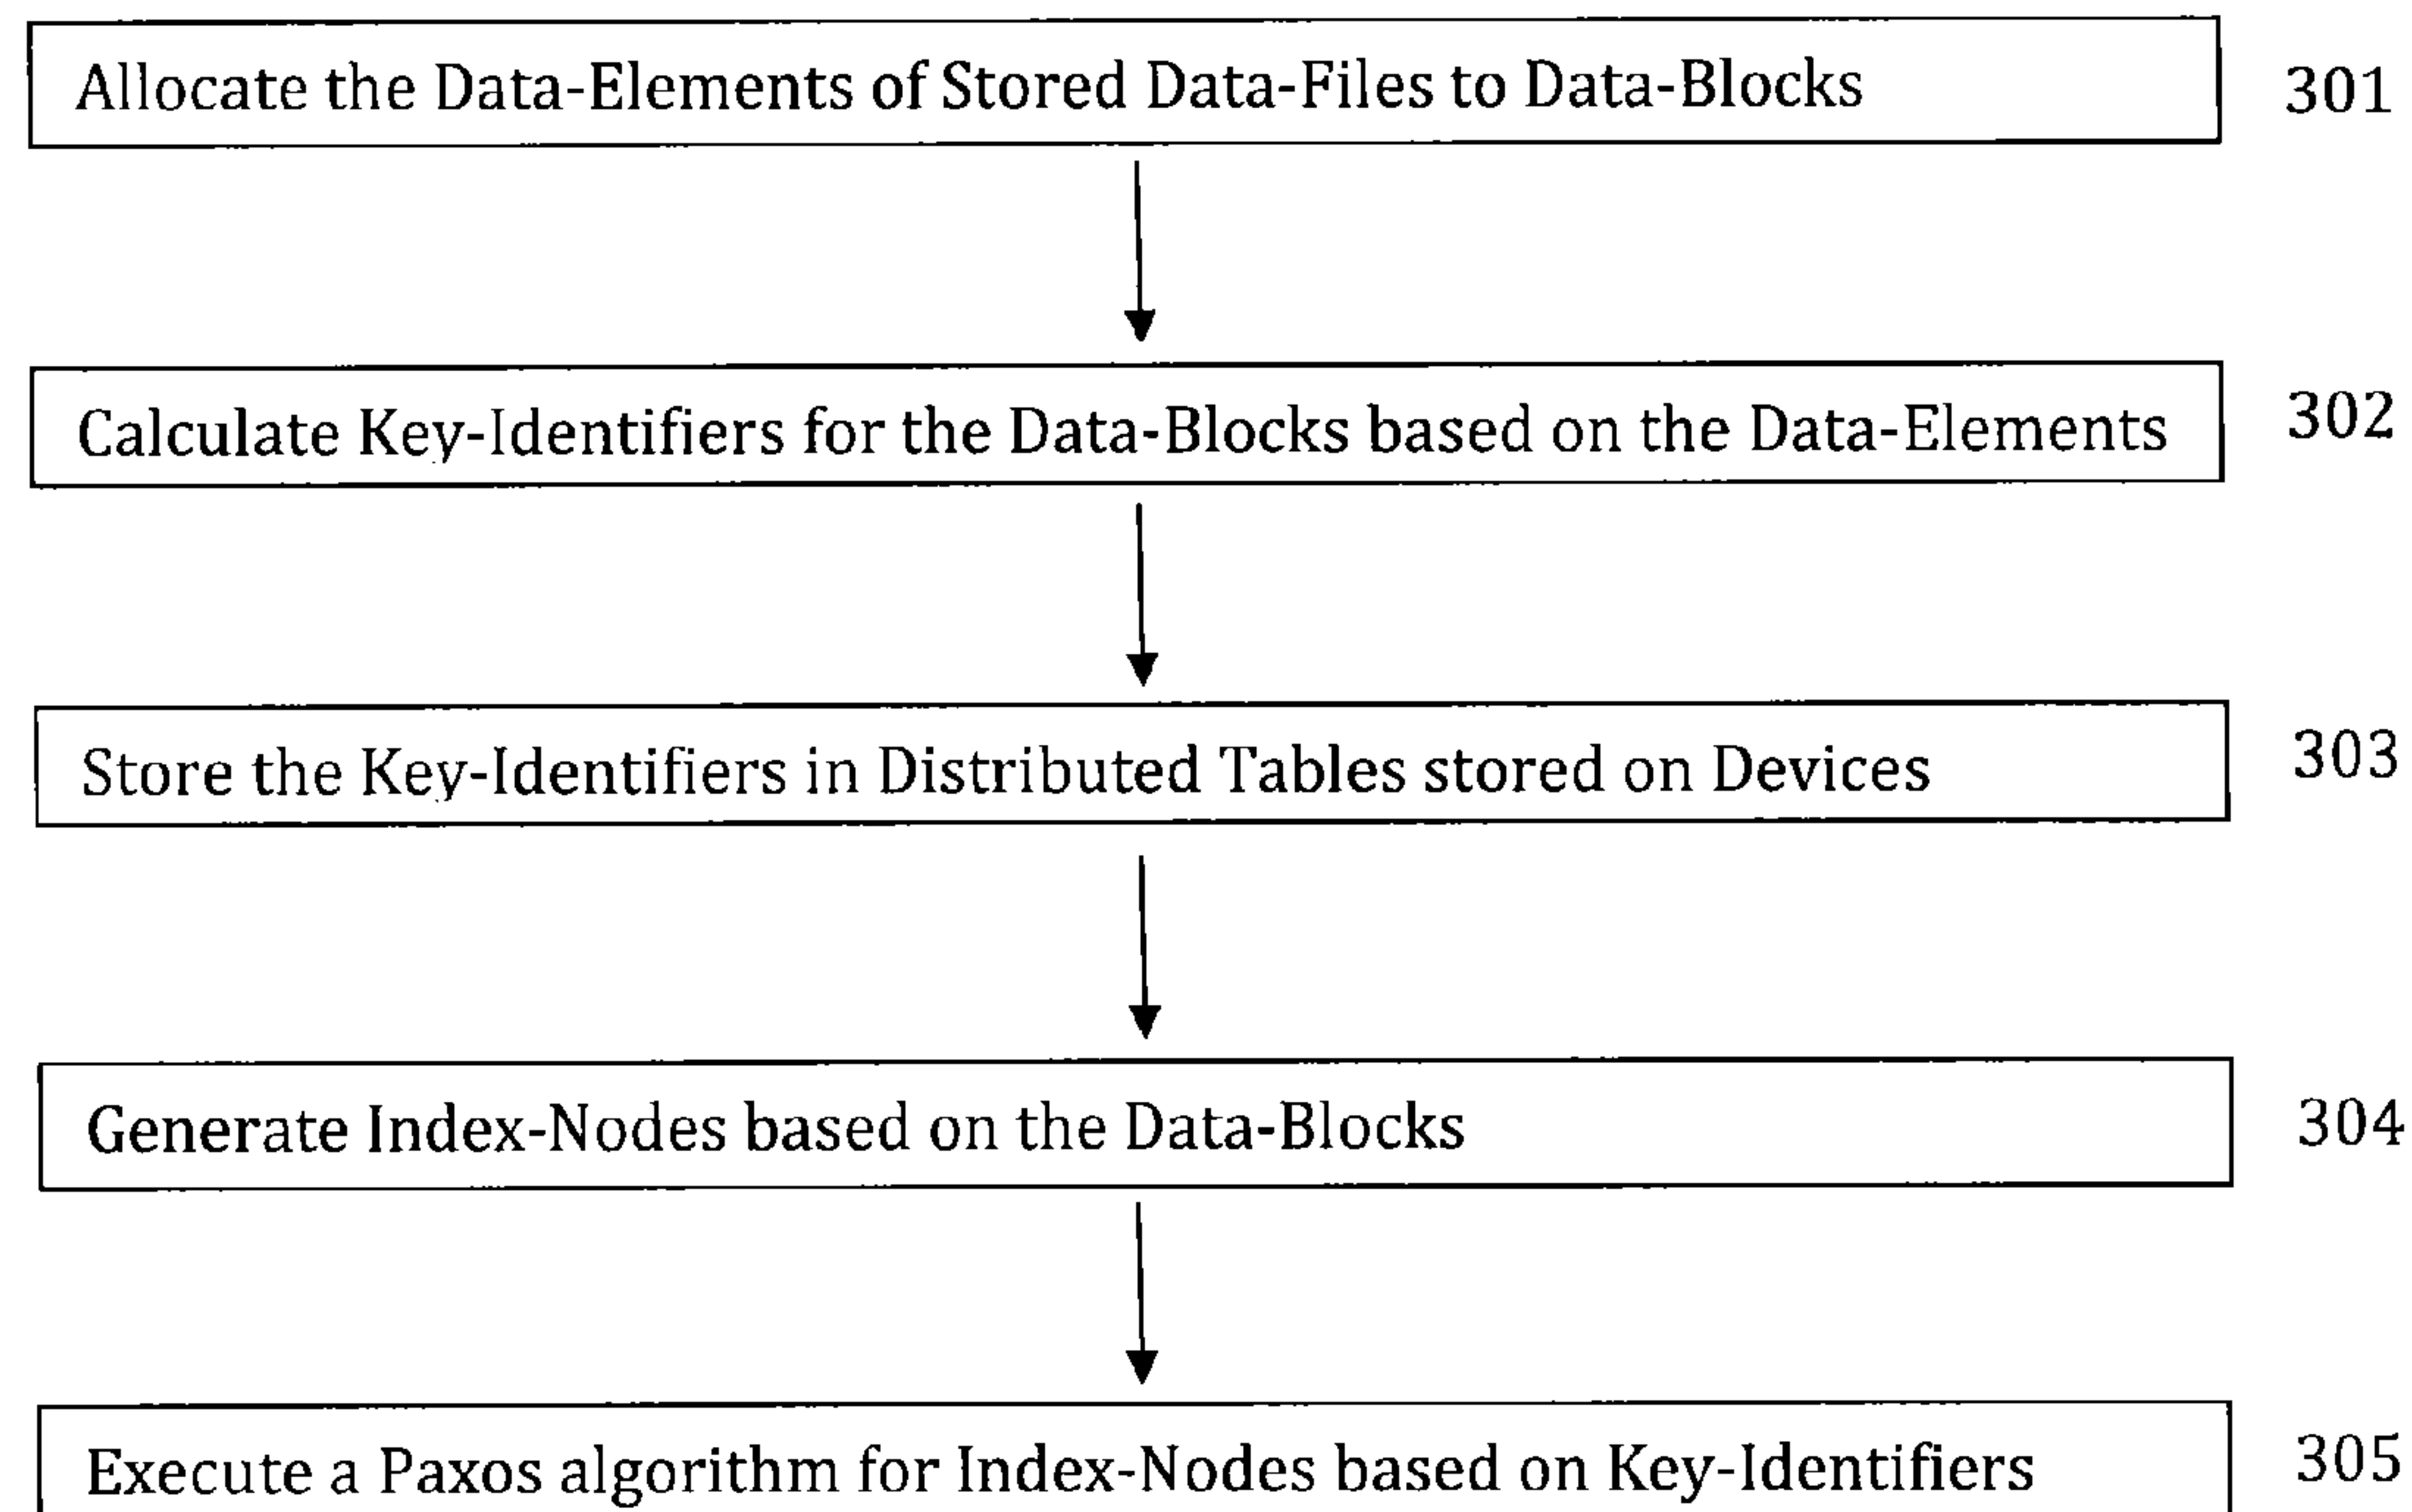 Allocate the Data-Elements of Stored Data-Files to Data-Blocks 301
Calculate Key-Identifiers for the Data-Blocks based on the Data-Elements 302
Store the Key-Identifiers in Distributed Tables stored on Devices 303
Generate Index-Nodes based on the Data-Blocks 304
Execute a Paxos algorithm for Index-Nodes based on Key-Identifiers 305